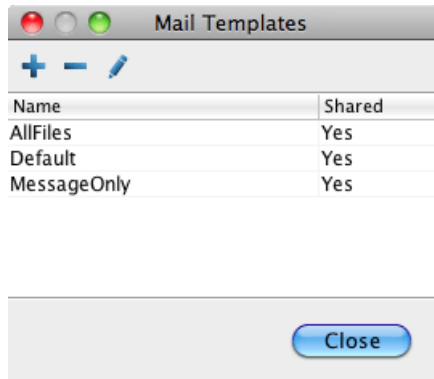 Mail Templates
Name Shared
AllFiles Yes
Default Yes
MessageOnly Yes
Close